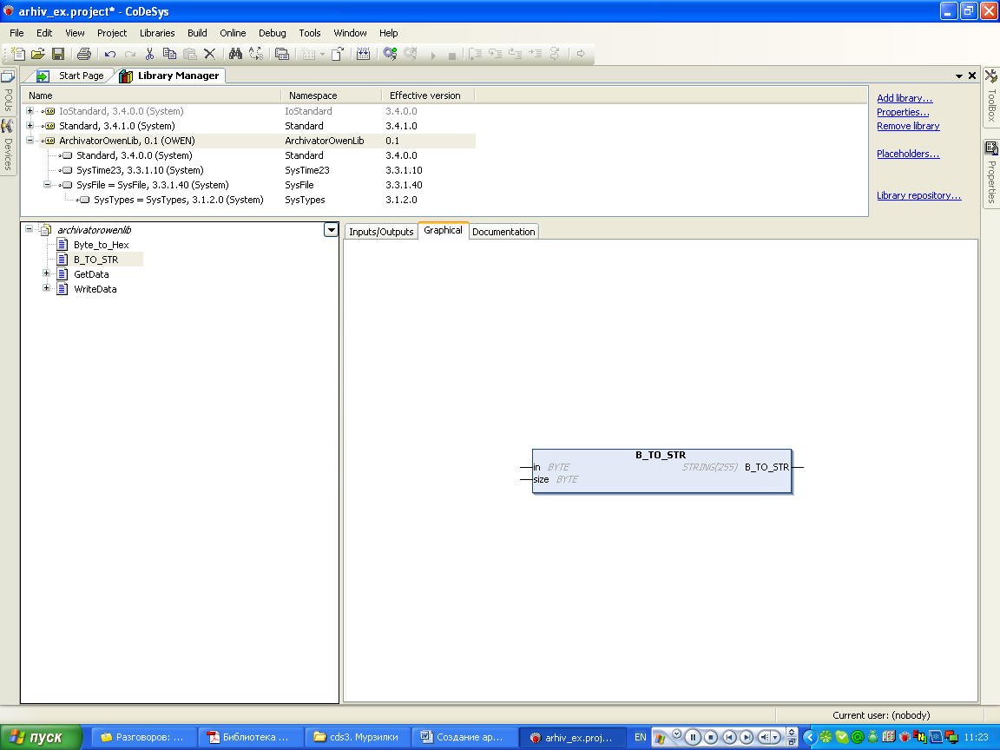 arhiv_ex.project* - CoDeSys
File Edit View Project Libraries Build Online Debug Tools Window Help
Start Page Library Manager
POUs
Devices
ToolBox
Properties
Name Namespace Effective version
IoStandard, 3.4.0.0 (System) IoStandard 3.4.0.0
Standard, 3.4.1.0 (System) Standard 3.4.1.0
ArchivatorOwenLib, 0.1 (OWEN) ArchivatorOwenLib 0.1
Standard, 3.4.0.0 (System) Standard 3.4.0.0
SysTime23, 3.3.1.10 (System) SysTime23 3.3.1.10
SysFile = SysFile, 3.3.1.40 (System) SysFile 3.3.1.40
SysTypes = SysTypes, 3.1.2.0 (System) SysTypes 3.1.2.0
Add library...
Properties...
Remove library
Placeholders...
Library repository...
archivatorowenlib
Byte_to_Hex
B_TO_STR
GetData
WriteData
Inputs/Outputs Graphical Documentation
B_TO_STR
in BYTE STRING(255) B_TO_STR
size BYTE
Current user: (nobody)
пуск Разговоров: ... Библиотека ... cds3. Мурзилки Создание ар... arhiv_ex.proj... EN 11:23